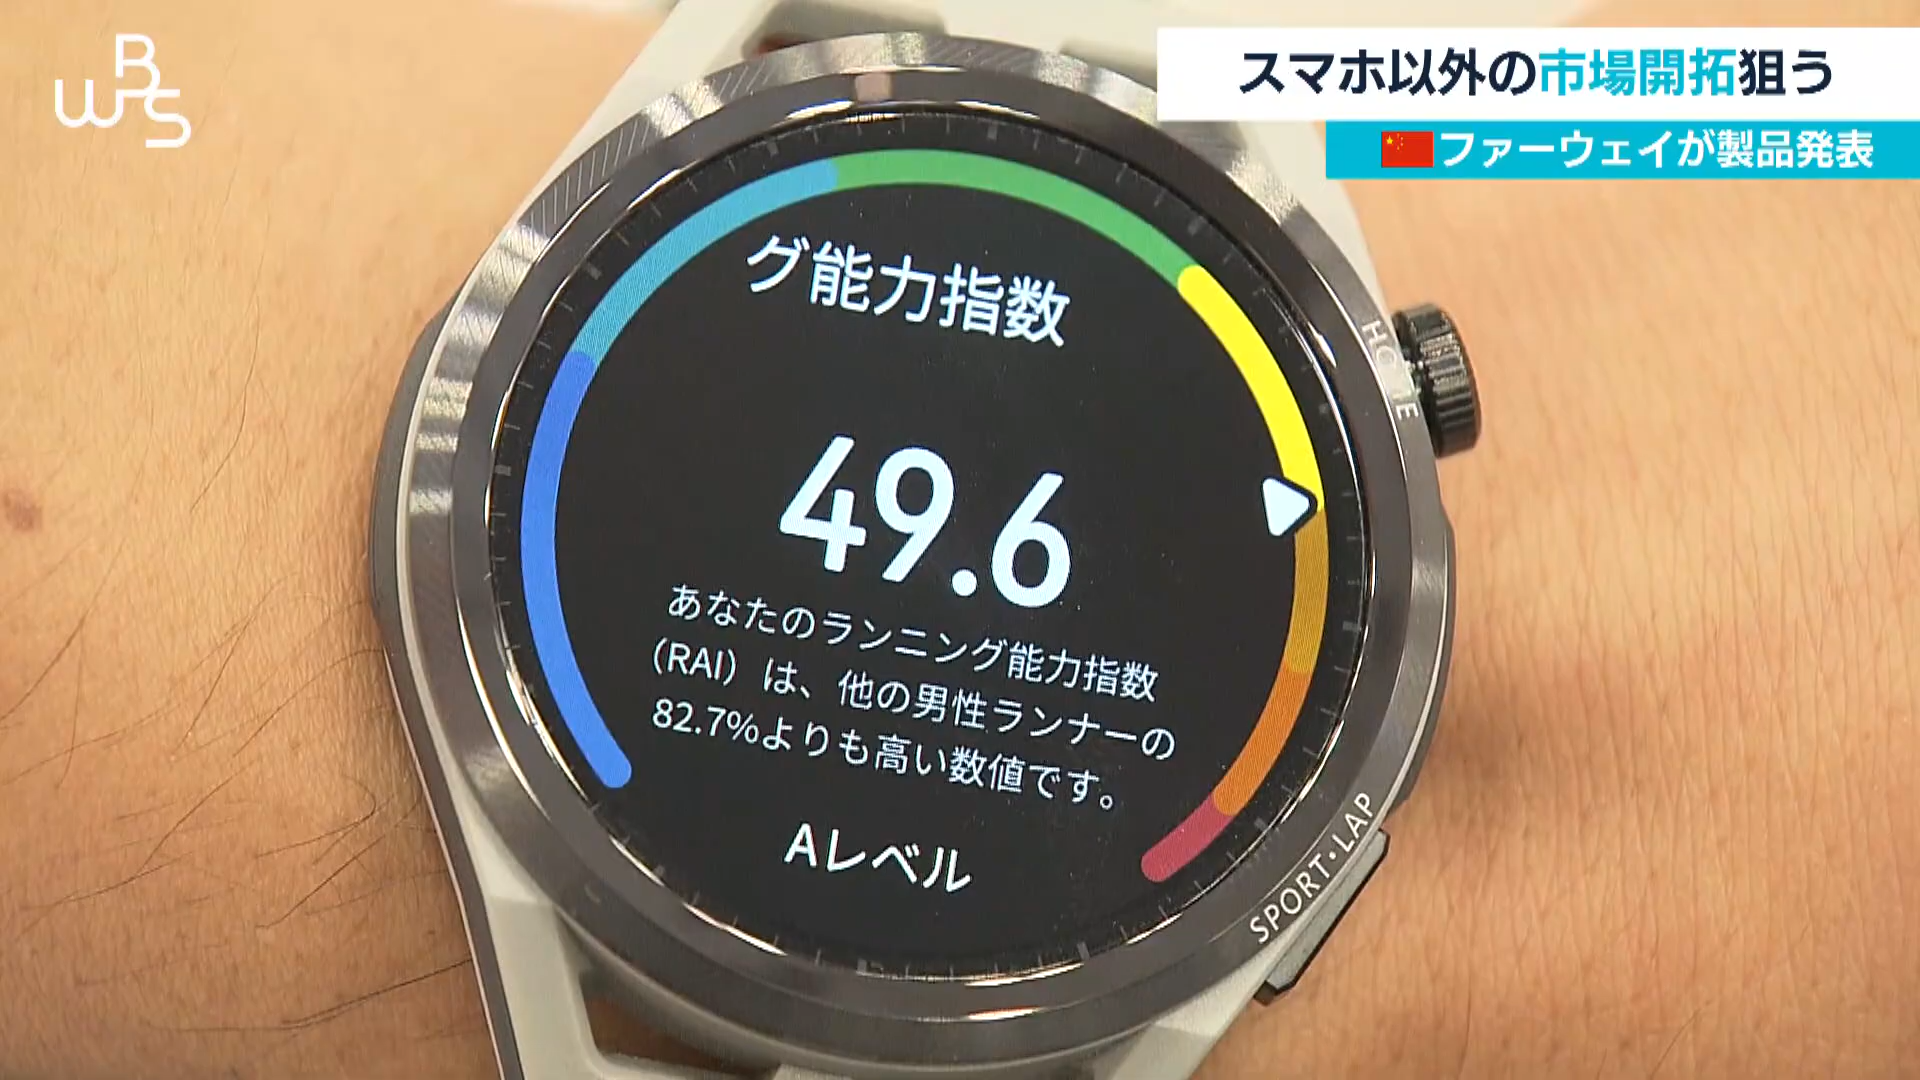 WBS
スマホ以外の市場開拓狙う
ファーウェイが製品発表
グ能力指数
49.6
あなたのランニング能力指数
(RAI) は、他の男性ランナーの
82.7%よりも高い数値です。
Aレベル
HOME
SPORT・LAP